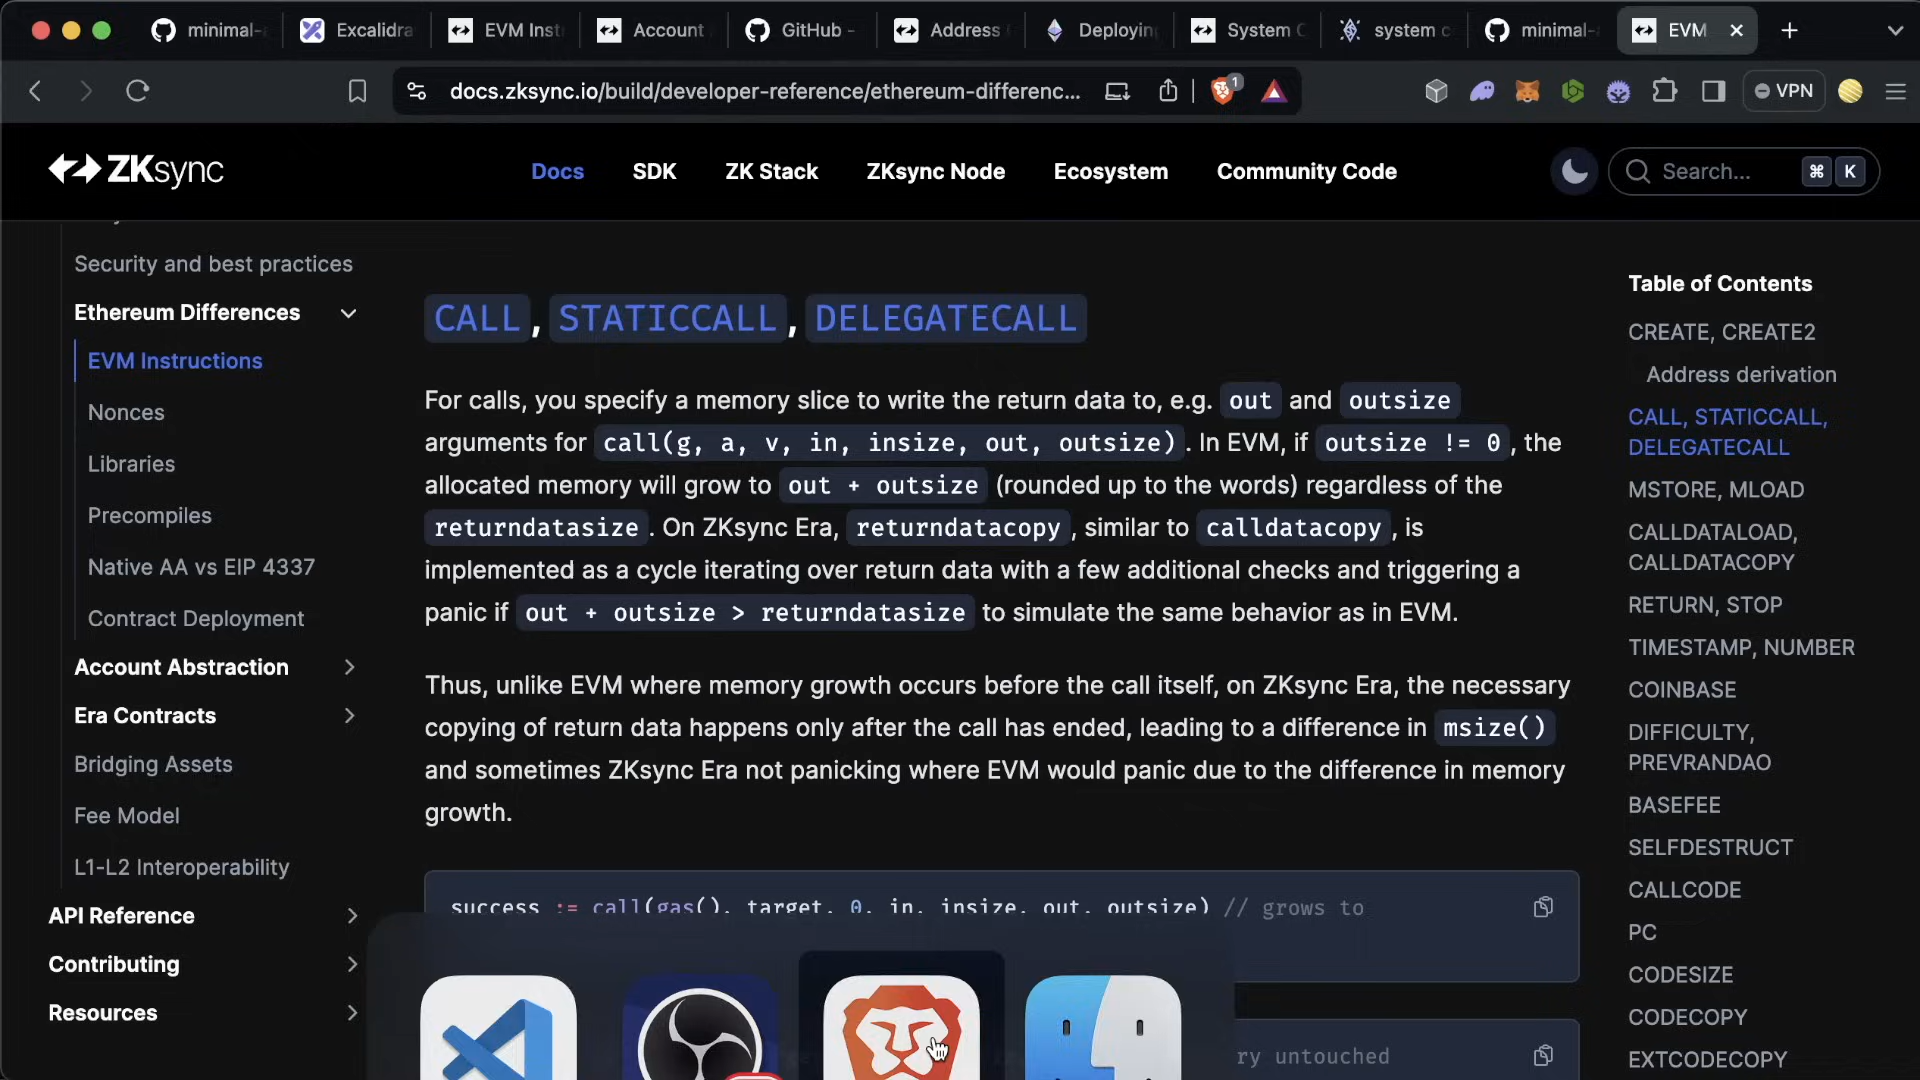 minimal-
Excalidra
EVM Inst
Account
GitHub -
Address
Deploying
System C
system c
minimal-
EVM
docs.zksync.io/build/developer-reference/ethereum-differenc...
1
VPN
ZKsync
Docs
SDK
ZK Stack
ZKsync Node
Ecosystem
Community Code
Search...
⌘ K
Security and best practices
Ethereum Differences
EVM Instructions
Nonces
Libraries
Precompiles
Native AA vs EIP 4337
Contract Deployment
Account Abstraction
Era Contracts
Bridging Assets
Fee Model
L1-L2 Interoperability
API Reference
Contributing
Resources
CALL, STATICCALL, DELEGATECALL
For calls, you specify a memory slice to write the return data to, e.g. out and outsize
arguments for call(g, a, v, in, insize, out, outsize). In EVM, if outsize != 0, the
allocated memory will grow to out + outsize (rounded up to the words) regardless of the
returndatasize. On ZKsync Era, returndatacopy, similar to calldatacopy, is
implemented as a cycle iterating over return data with a few additional checks and triggering a
panic if out + outsize > returndatasize to simulate the same behavior as in EVM.
Thus, unlike EVM where memory growth occurs before the call itself, on ZKsync Era, the necessary
copying of return data happens only after the call has ended, leading to a difference in msize()
and sometimes ZKsync Era not panicking where EVM would panic due to the difference in memory
growth.
success := call(gas(), target, 0, in, insize, out, outsize) // grows to
ry untouched
Table of Contents
CREATE, CREATE2
Address derivation
CALL, STATICCALL,
DELEGATECALL
MSTORE, MLOAD
CALLDATALOAD,
CALLDATACOPY
RETURN, STOP
TIMESTAMP, NUMBER
COINBASE
DIFFICULTY,
PREVRANDAO
BASEFEE
SELFDESTRUCT
CALLCODE
PC
CODESIZE
CODECOPY
EXTCODECOPY